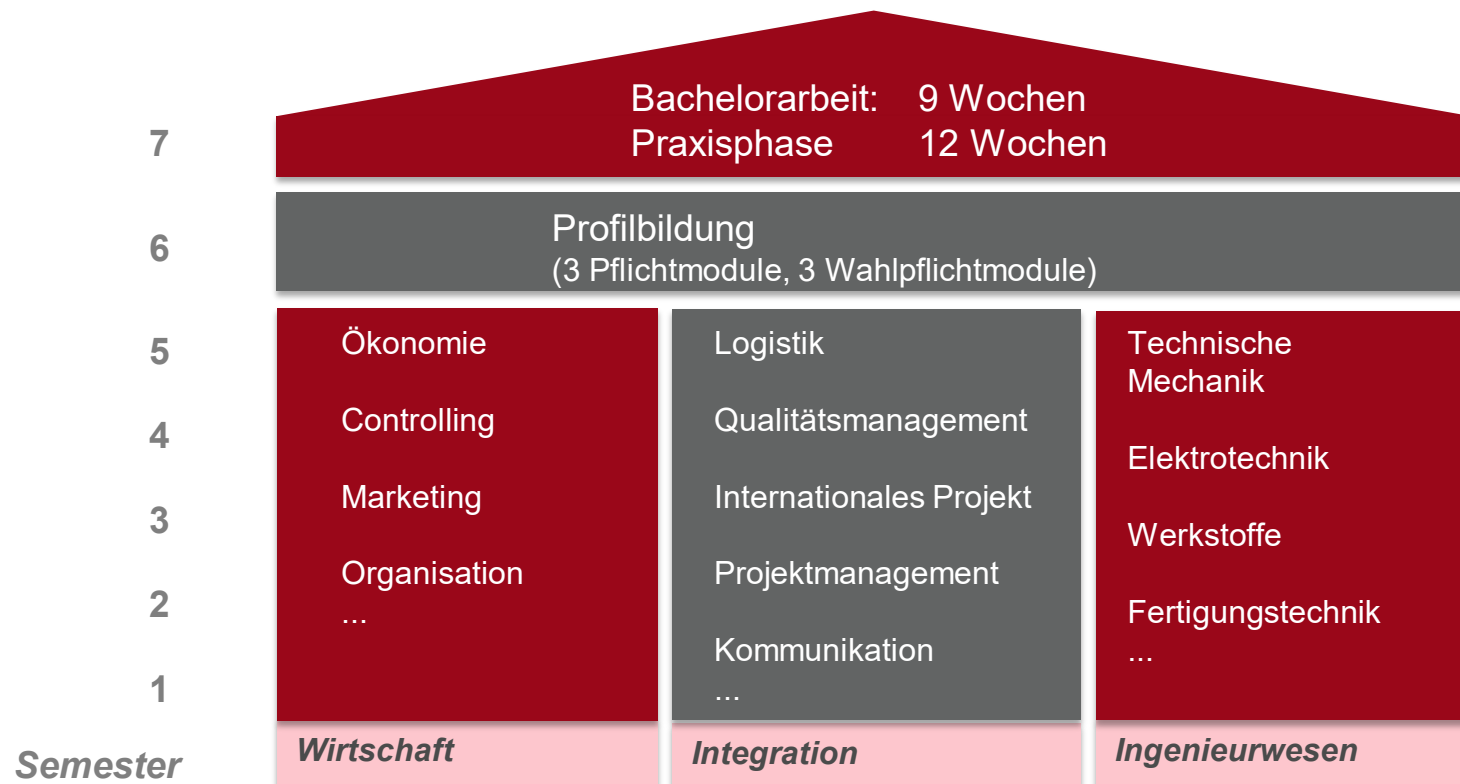 Bachelorarbeit: 9 Wochen
7
Praxisphase 12 Wochen
6
Profilbildung
(3 Pflichtmodule, 3 Wahlpflichtmodule)
5
4
3
2
1
Semester
Ökonomie
Controlling
Marketing
Organisation
...
Wirtschaft
Logistik
Qualitätsmanagement
Internationales Projekt
Projektmanagement
Kommunikation
...
Integration
Technische
Mechanik
Elektrotechnik
Werkstoffe
Fertigungstechnik
...
Ingenieurwesen